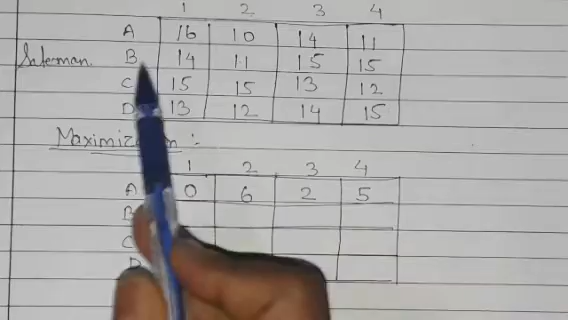 1 2 3 4
A 16 10 14 11
Salesman. B 14 11 15 15
C 15 15 13 12
D 13 12 14 15
Maximization :-
1 2 3 4
A 0 6 2 5
B
C
D